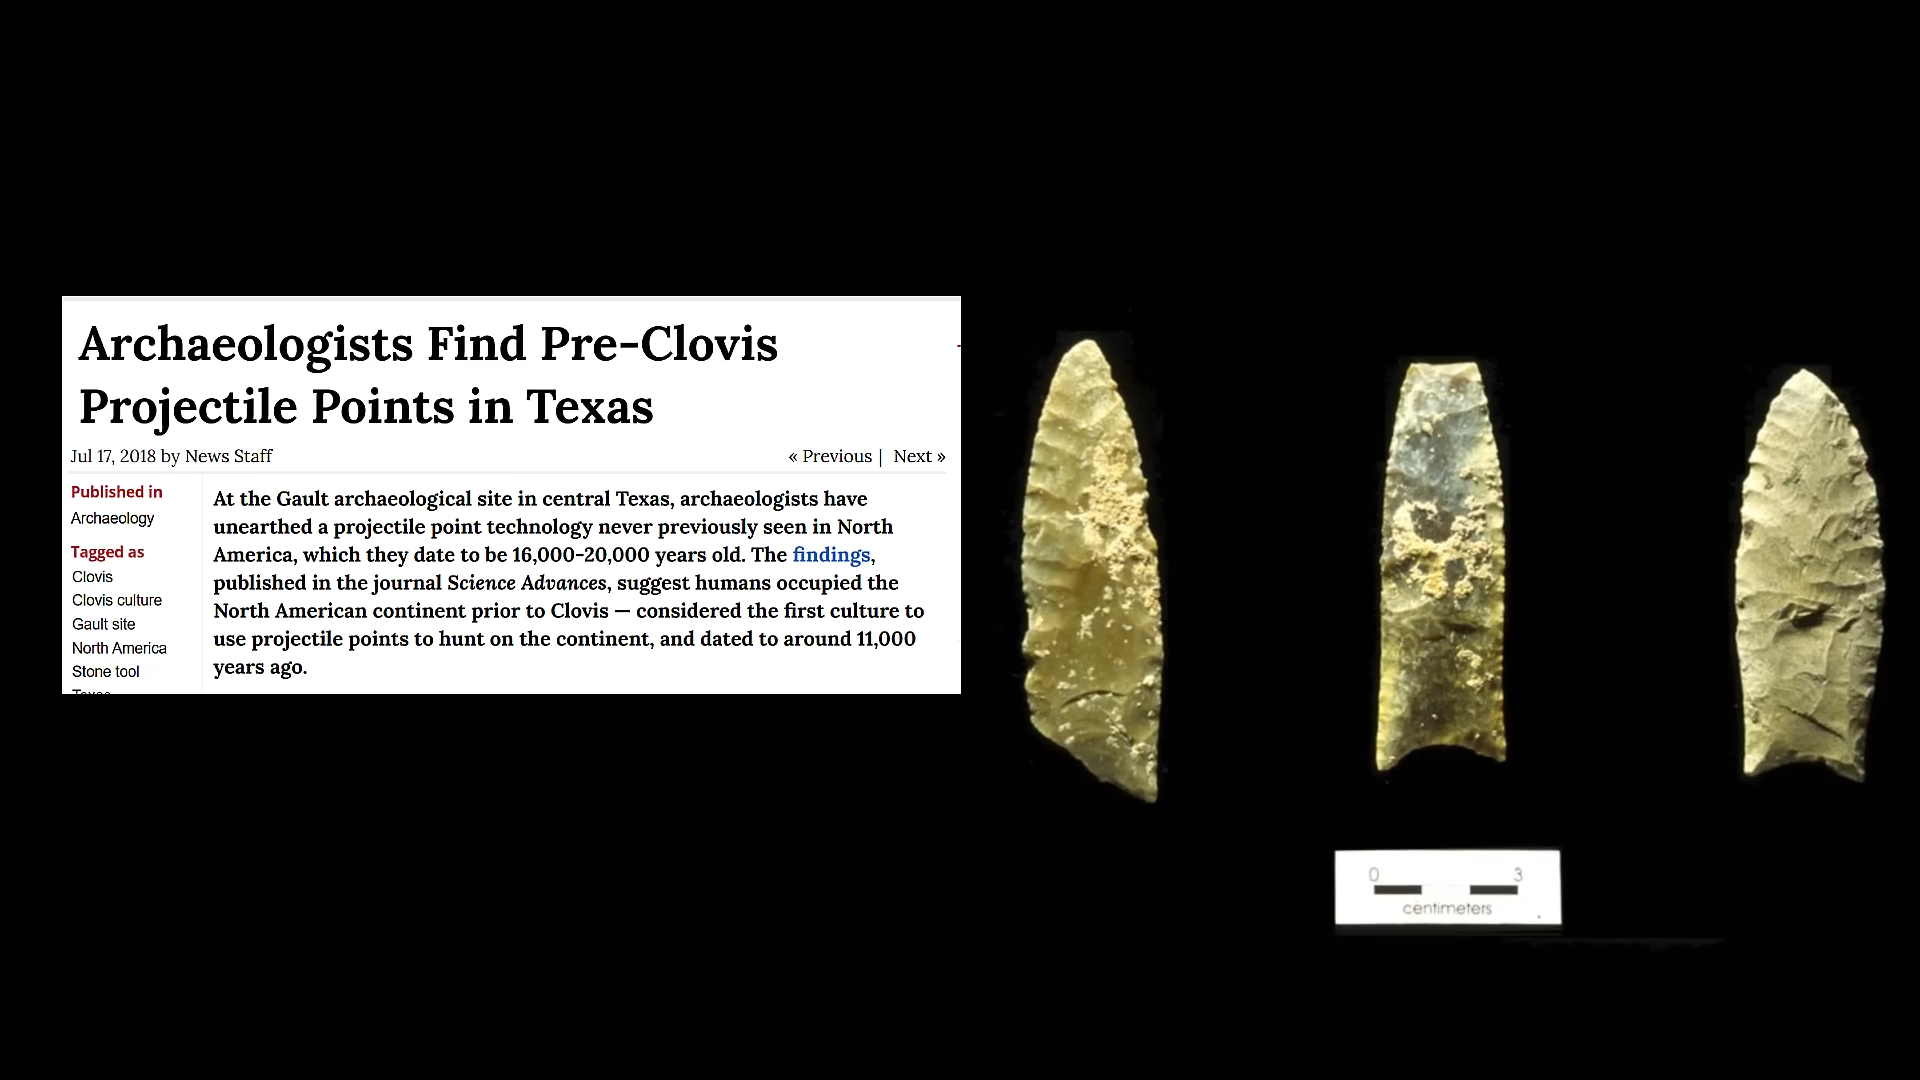 Archaeologists Find Pre-Clovis
Projectile Points in Texas
Jul 17, 2018 by News Staff
« Previous | Next »
Published in
Archaeology
Tagged as
Clovis
Clovis culture
Gault site
North America
Stone tool
Texas
At the Gault archaeological site in central Texas, archaeologists have
unearthed a projectile point technology never previously seen in North
America, which they date to be 16,000-20,000 years old. The findings,
published in the journal Science Advances, suggest humans occupied the
North American continent prior to Clovis — considered the first culture to
use projectile points to hunt on the continent, and dated to around 11,000
years ago.
0 3
centimeters